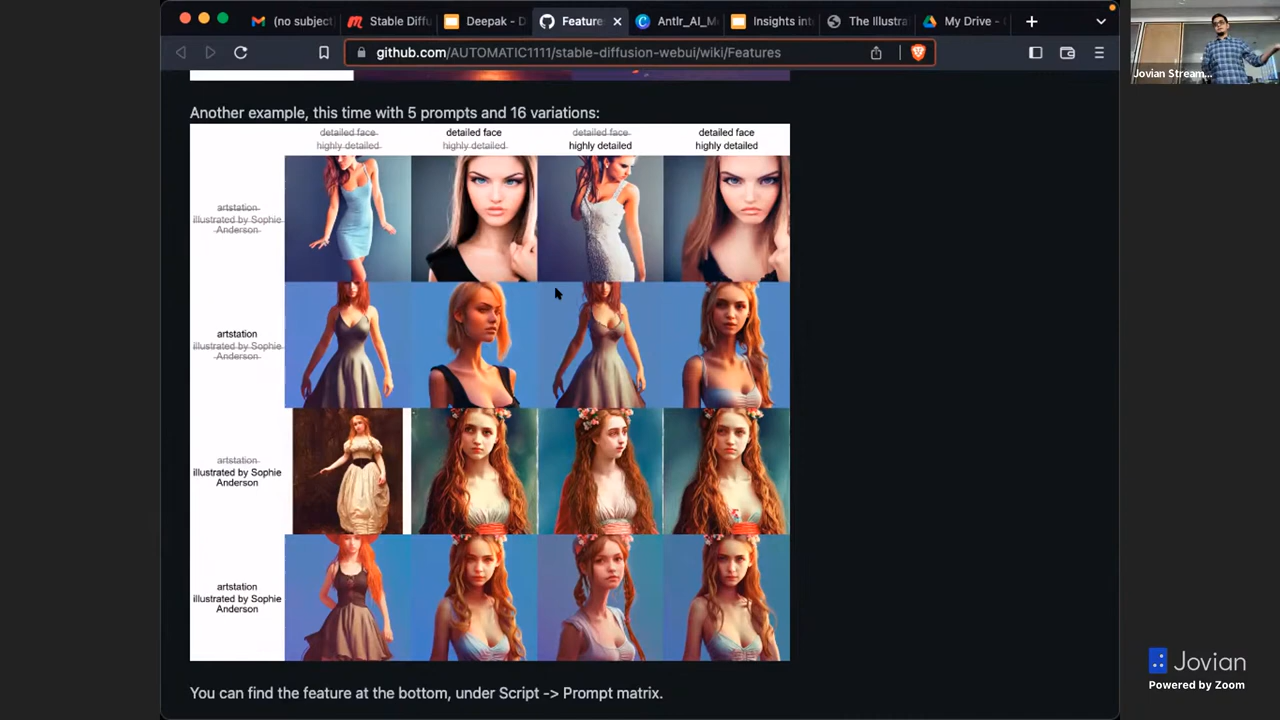 (no subject
Stable Diffu
Deepak - D
Feature
Antlr_AI_Me
Insights int
The Illustra
My Drive - G
github.com/AUTOMATIC1111/stable-diffusion-webui/wiki/Features
Jovian Stream...
Another example, this time with 5 prompts and 16 variations:
detailed face
highly detailed
detailed face
highly detailed
detailed face
highly detailed
detailed face
highly detailed
artstation
illustrated by Sophie
Anderson
artstation
illustrated by Sophie
Anderson
artstation
illustrated by Sophie
Anderson
artstation
illustrated by Sophie
Anderson
You can find the feature at the bottom, under Script -> Prompt matrix.
Jovian
Powered by Zoom